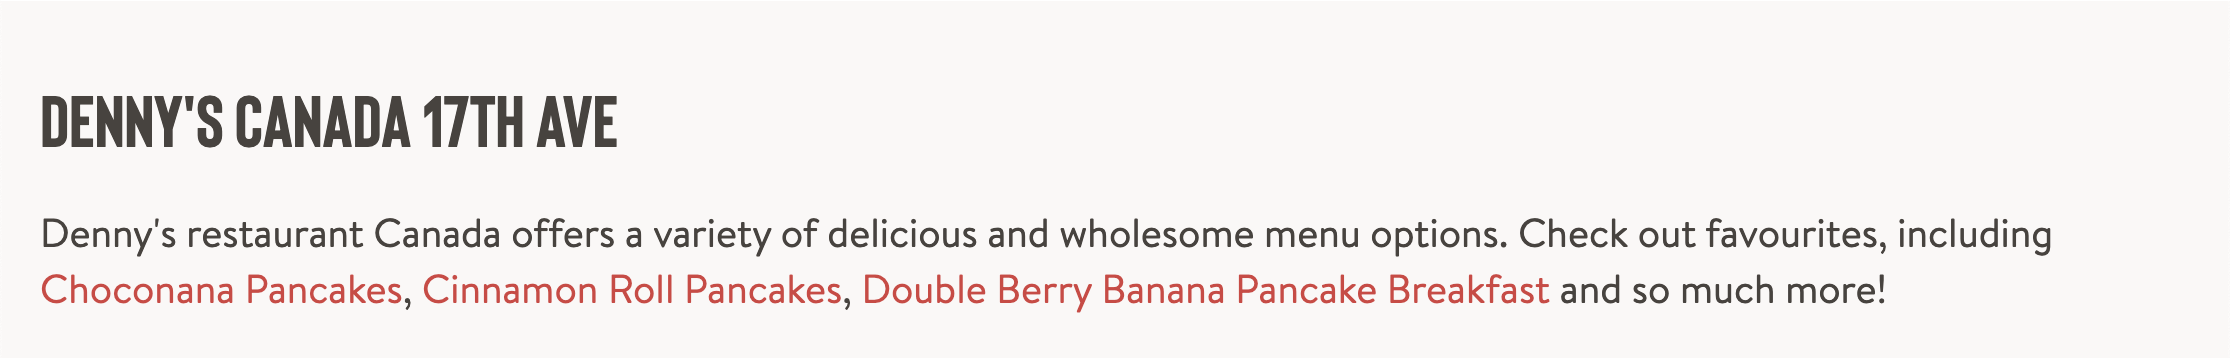 DENNY'S CANADA 17TH AVE
Denny's restaurant Canada offers a variety of delicious and wholesome menu options. Check out favourites, including
Choconana Pancakes, Cinnamon Roll Pancakes, Double Berry Banana Pancake Breakfast and so much more!